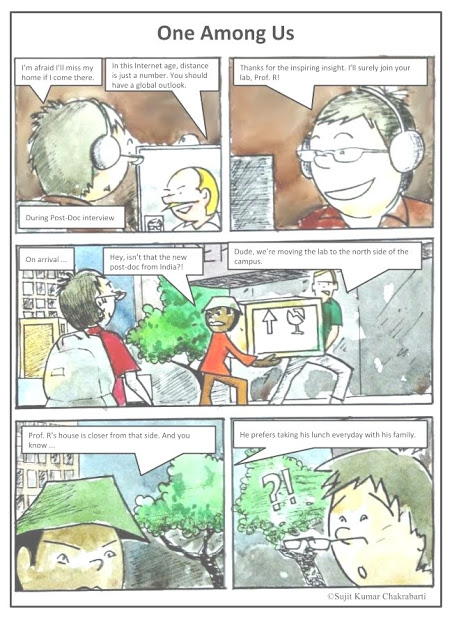 One Among Us
I'm afraid I'll miss my
home if I come there.
In this Internet age, distance
is just a number. You should
have a global outlook.
During Post-Doc interview
Thanks for the inspiring insight. I'll surely join your
lab, Prof. R!
On arrival ...
Hey, isn't that the new
post-doc from India?!
Dude, we're moving the lab to the north side of the
campus.
Prof. R's house is closer from that side. And you
know ...
He prefers taking his lunch everyday with his family.
?!
©Sujit Kumar Chakrabarti